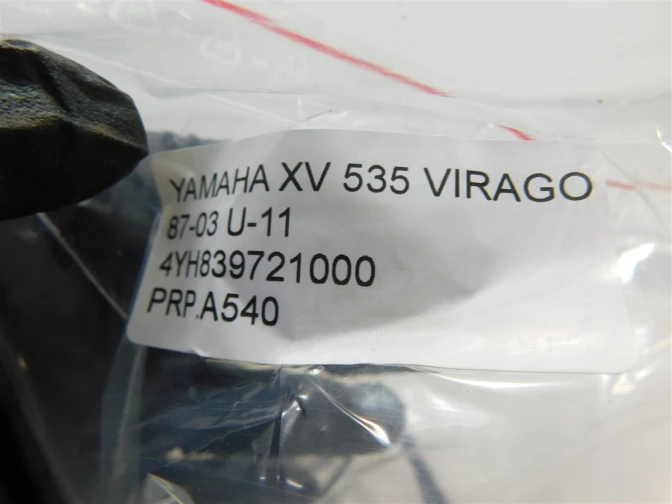 YAMAHA XV 535 VIRAGO
87-03 U-11
4YH839721000
PRP.A540